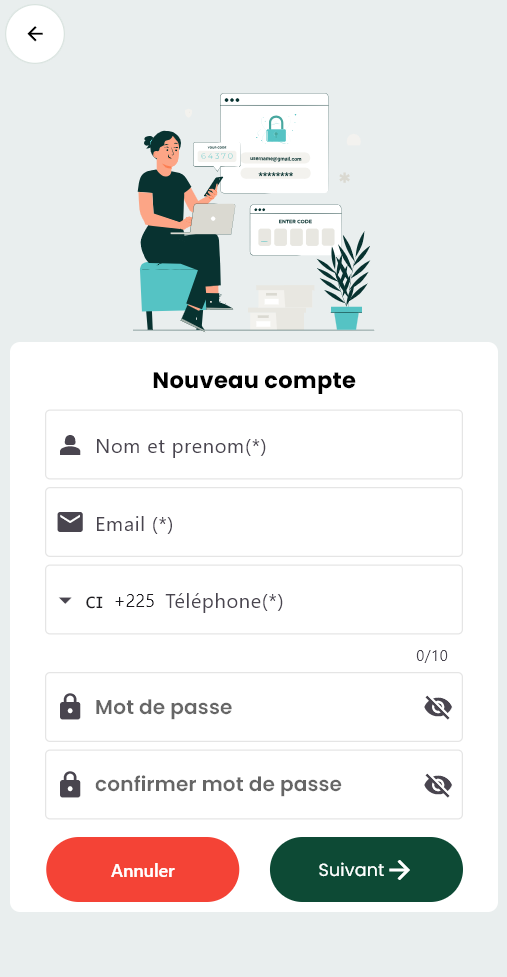 YOUR CODE
64370
username@gmail.com
********
ENTER CODE
Nouveau compte
Nom et prenom(*)
Email (*)
CI +225 Téléphone(*)
0/10
Mot de passe
confirmer mot de passe
Annuler
Suivant